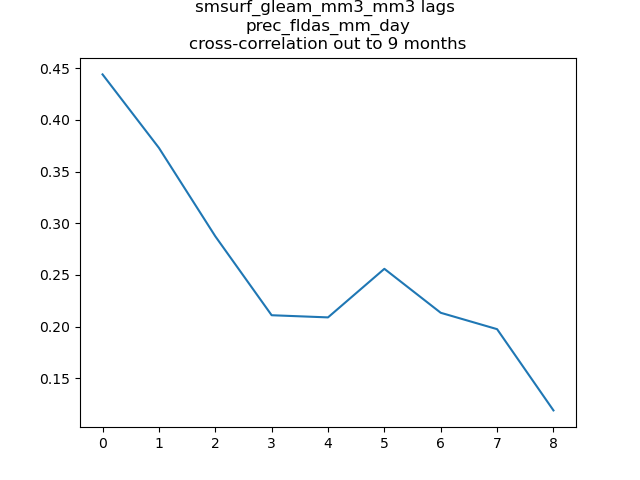 smsurf_gleam_mm3_mm3 lags
prec_fldas_mm_day
cross-correlation out to 9 months
0.45
0.40
0.35
0.30
0.25
0.20
0.15
0 1 2 3 4 5 6 7 8